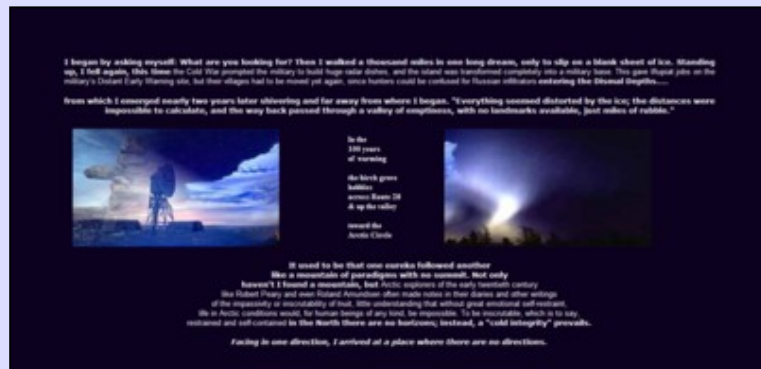 I began by asking myself: What are you looking for? Then I walked a thousand miles in one long dream, only to slip on a blank sheet of ice. Standing
up, I fell again, this time the Cold War prompted the military to build huge radar dishes, and the island was transformed completely into a military base. This gave Iñupiat jobs on the
military's Distant Early Warning site, but their villages had to be moved yet again, since hunters could be confused for Russian infiltrators entering the Dismal Depths....
from which I emerged nearly two years later shivering and far away from where I began. "Everything seemed distorted by the ice; the distances were
impossible to calculate, and the way back passed through a valley of emptiness, with no landmarks available, just miles of rubble."
In the
100 years
of warming
the birch grove
hobbles
across Route 20
& up the valley
toward the
Arctic Circle
It used to be that one eureka followed another
like a mountain of paradigms with no summit. Not only
haven't I found a mountain, but Arctic explorers of the early twentieth century
like Robert Peary and even Roland Amundsen often made notes in their diaries and other writings
of the impassivity or inscrutability of Inuit, little understanding that without great emotional self-restraint,
life in Arctic conditions would, for human beings of any kind, be impossible. To be inscrutable, which is to say,
restrained and self-contained in the North there are no horizons; instead, a "cold integrity" prevails.
Facing in one direction, I arrived at a place where there are no directions.